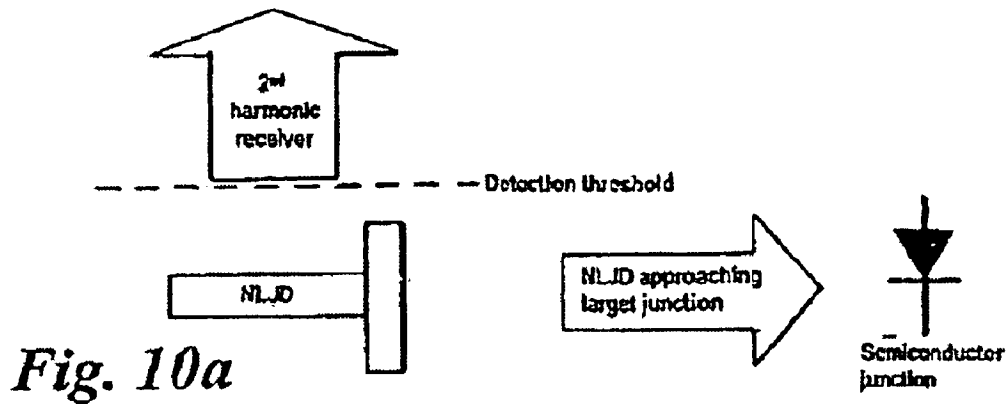 2nd
harmonic
receiver
Detection threshold
NLJD
NLJD approaching
target junction
Semiconductor
junction
Fig. 10a